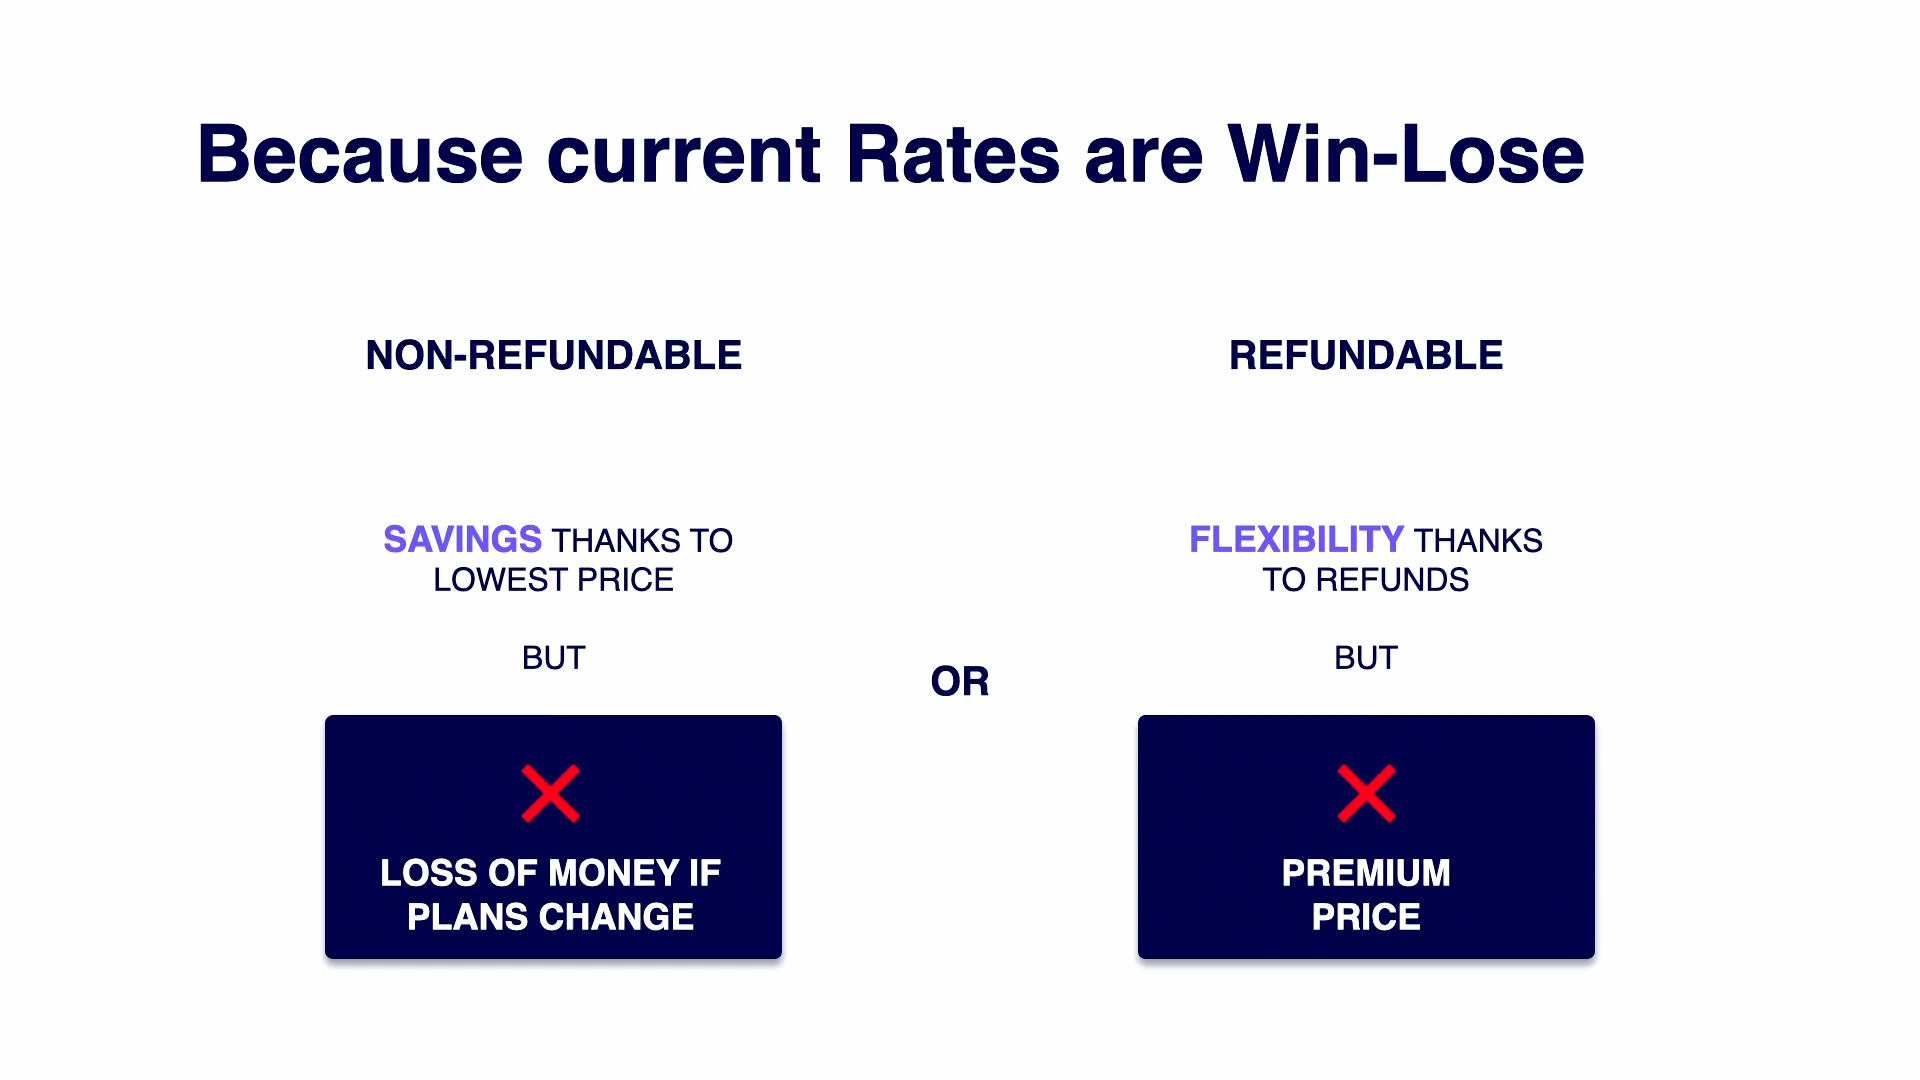 Because current Rates are Win-Lose
NON-REFUNDABLE
SAVINGS THANKS TO
LOWEST PRICE
BUT
LOSS OF MONEY IF
PLANS CHANGE
OR
REFUNDABLE
FLEXIBILITY THANKS
TO REFUNDS
BUT
PREMIUM
PRICE